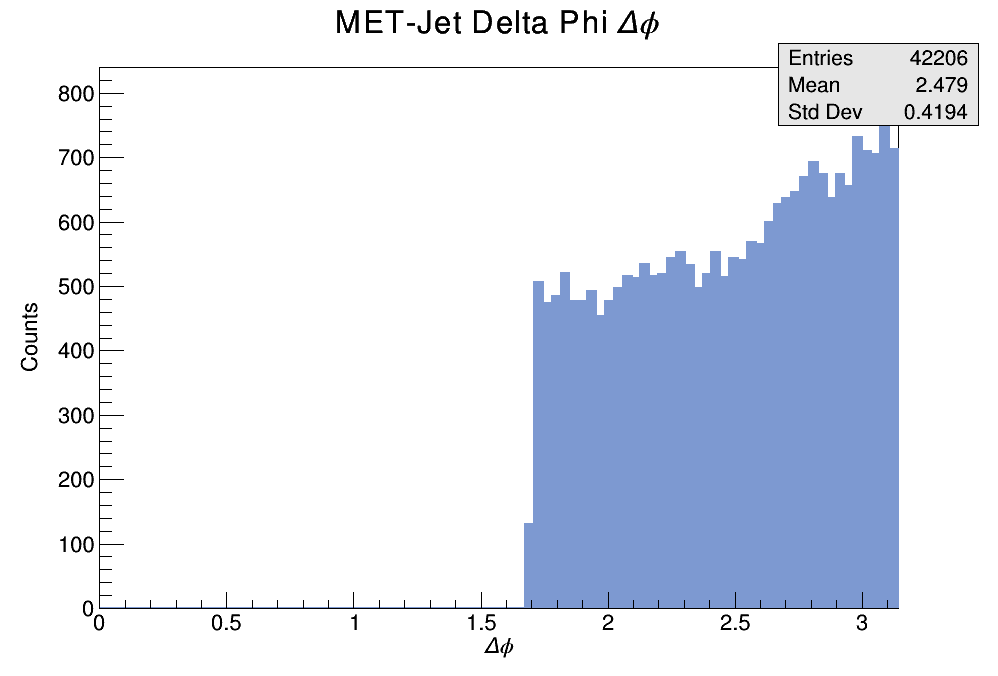 MET-Jet Delta Phi Δϕ
Entries 42206
Mean 2.479
Std Dev 0.4194
800
700
600
500
400
300
200
100
0
Counts
0 0.5 1 1.5 2 2.5 3
Δϕ